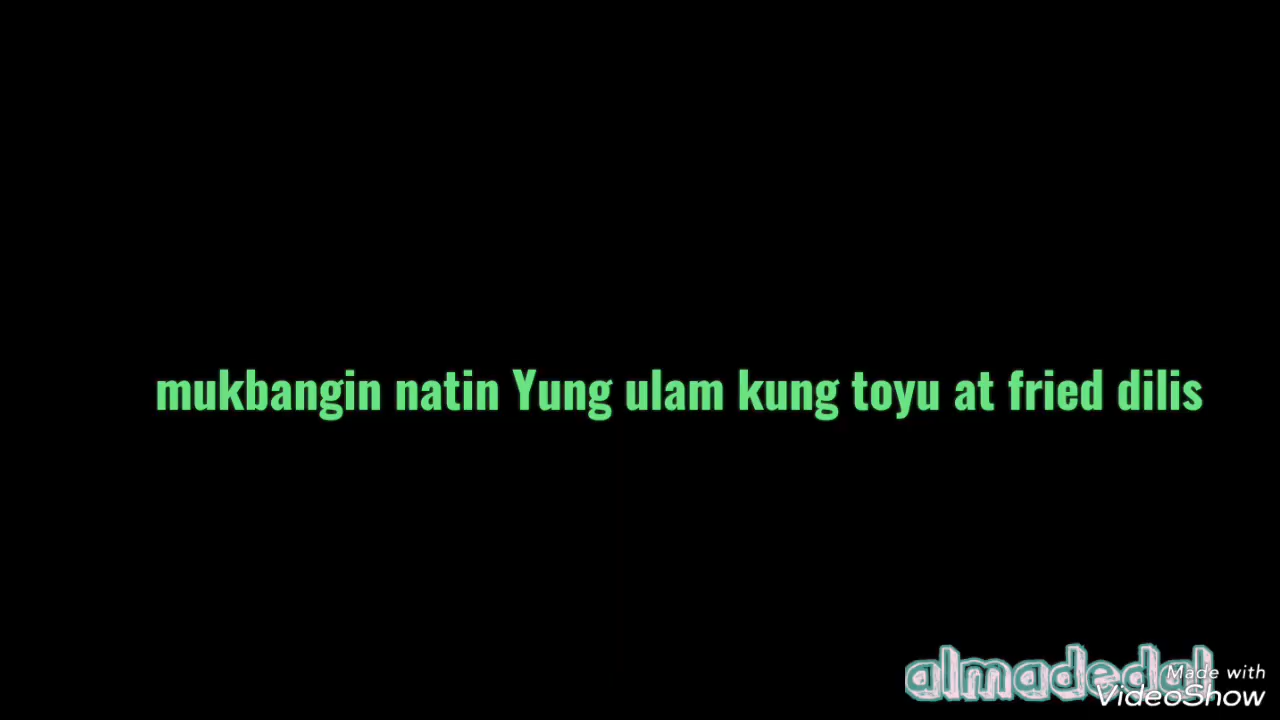 mukbangin natin Yung ulam kung toyu at fried dilis
almadedal
Made with
VideoShow